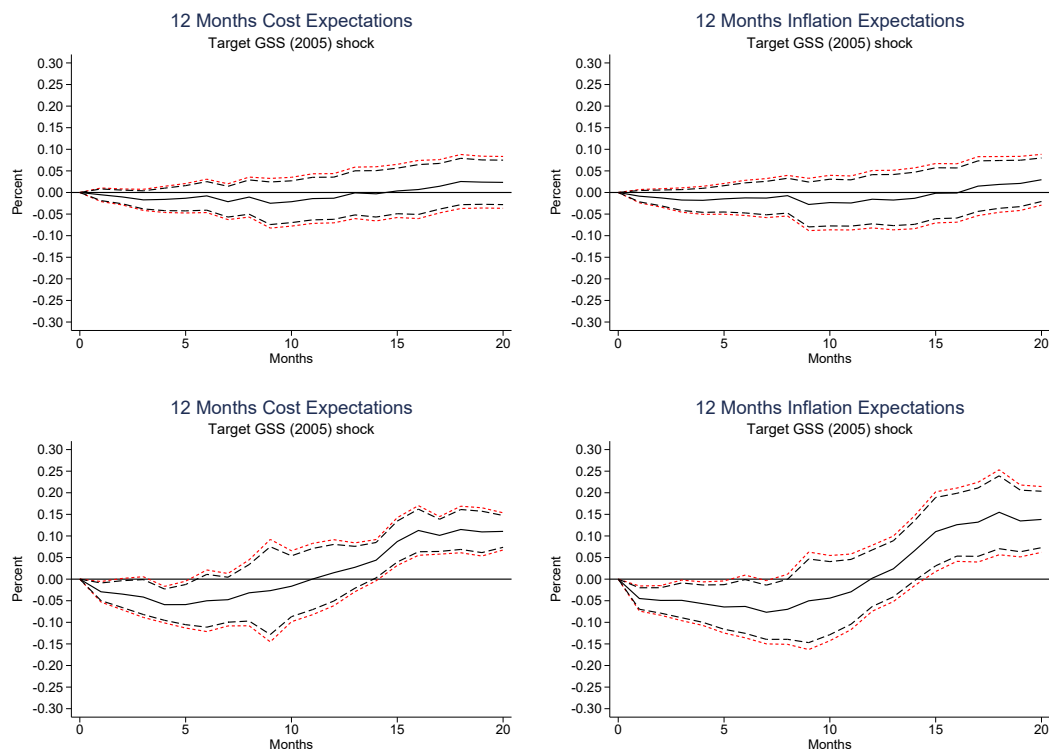 12 Months Cost Expectations
Target GSS (2005) shock
0.30
0.25
0.20
0.15
0.10
0.05
0.00
-0.05
-0.10
-0.15
-0.20
-0.25
-0.30
Percent
0 5 10 15 20
Months
12 Months Inflation Expectations
Target GSS (2005) shock
0.30
0.25
0.20
0.15
0.10
0.05
0.00
-0.05
-0.10
-0.15
-0.20
-0.25
-0.30
Percent
0 5 10 15 20
Months
12 Months Cost Expectations
Target GSS (2005) shock
0.30
0.25
0.20
0.15
0.10
0.05
0.00
-0.05
-0.10
-0.15
-0.20
-0.25
-0.30
Percent
0 5 10 15 20
Months
12 Months Inflation Expectations
Target GSS (2005) shock
0.30
0.25
0.20
0.15
0.10
0.05
0.00
-0.05
-0.10
-0.15
-0.20
-0.25
-0.30
Percent
0 5 10 15 20
Months